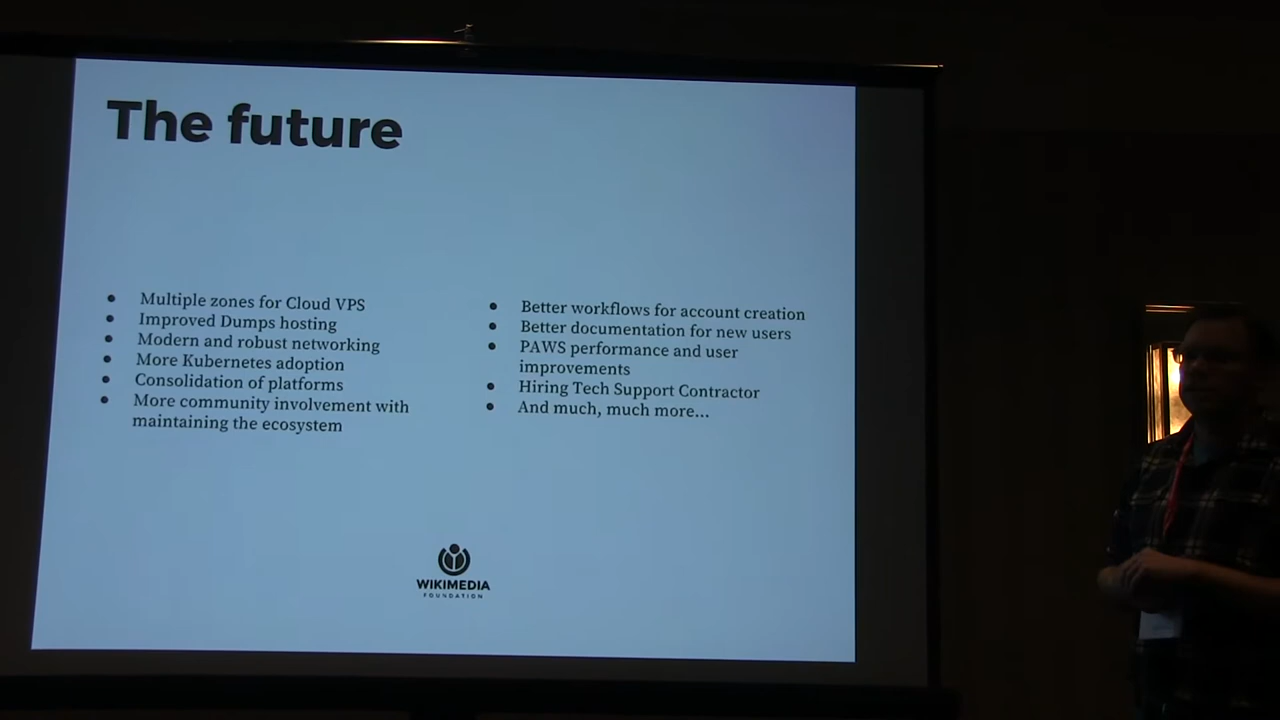 The future
• Multiple zones for Cloud VPS
• Improved Dumps hosting
• Modern and robust networking
• More Kubernetes adoption
• Consolidation of platforms
• More community involvement with
maintaining the ecosystem
• Better workflows for account creation
• Better documentation for new users
• PAWS performance and user
improvements
• Hiring Tech Support Contractor
• And much, much more...
WIKIMEDIA
FOUNDATION